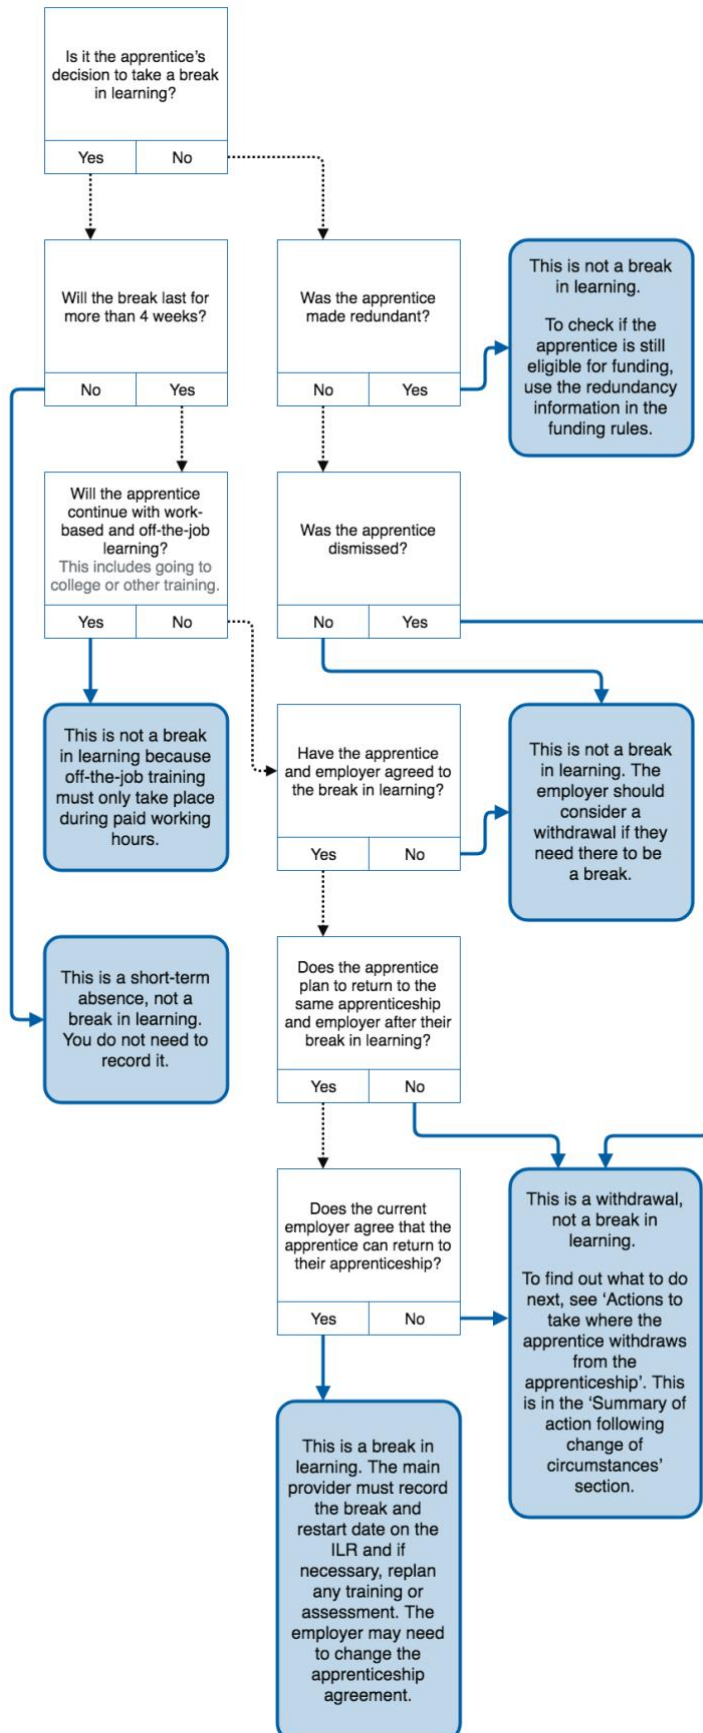 Is it the apprentice's
decision to take a break
in learning?
Yes
No
Will the break last for
more than 4 weeks?
No
Yes
Was the apprentice
made redundant?
No
Yes
This is not a break
in learning.
To check if the
apprentice is still
eligible for funding,
use the redundancy
information in the
funding rules.
Will the apprentice
continue with work-
based and off-the-job
learning?
This includes going to
college or other training.
Yes
No
Was the apprentice
dismissed?
No
Yes
This is not a break
in learning because
off-the-job training
must only take place
during paid working
hours.
Have the apprentice
and employer agreed to
the break in learning?
Yes
No
This is not a break
in learning. The
employer should
consider a
withdrawal if they
need there to be
a break.
This is a short-term
absence, not a
break in learning.
You do not need to
record it.
Does the apprentice
plan to return to the
same apprenticeship
and employer after their
break in learning?
Yes
No
Does the current
employer agree that the
apprentice can return to
their apprenticeship?
Yes
No
This is a withdrawal,
not a break in
learning.
To find out what to do
next, see ‘Actions to
take where the
apprentice withdraws
from the
apprenticeship’. This
is in the ‘Summary of
action following
change of
circumstances’
section.
This is a break in
learning. The main
provider must record
the break and
restart date on the
ILR and if
necessary, replan
any training or
assessment. The
employer may need
to change the
apprenticeship
agreement.